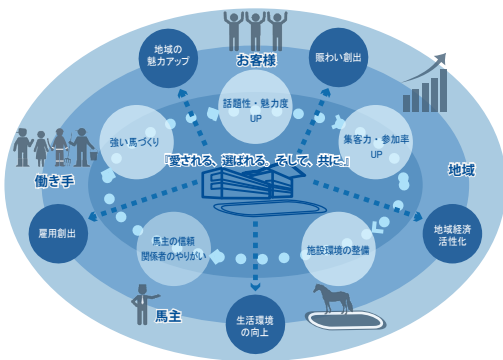 地域の
魅力アップ
お客様
賑わい創出
話題性・魅力度
UP
強い馬づくり
集客力・参加率
UP
『愛される、選ばれる、そして、共に。』
働き手
地域
雇用創出
馬主の信頼
関係者のやりがい
施設環境の整備
地域経済
活性化
馬主
生活環境
の向上